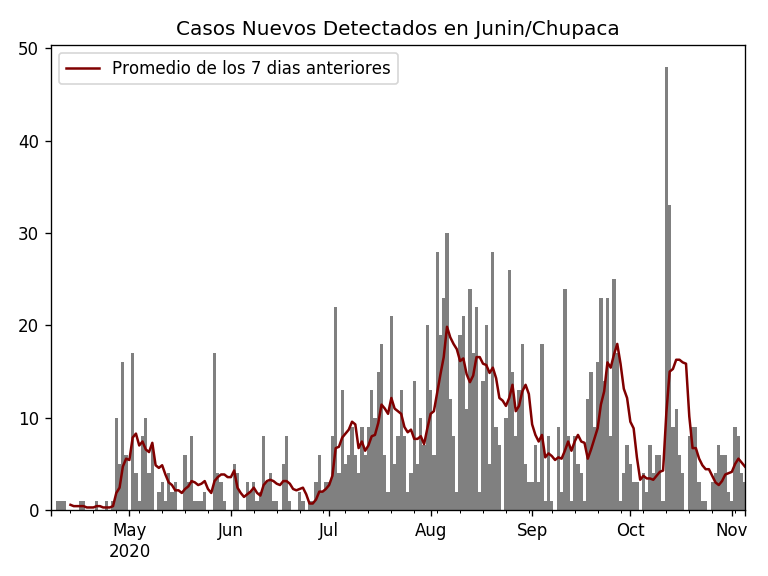 Casos Nuevos Detectados en Junin/Chupaca
Promedio de los 7 dias anteriores
50
40
30
20
10
0
May Jun Jul Aug Sep Oct Nov
2020